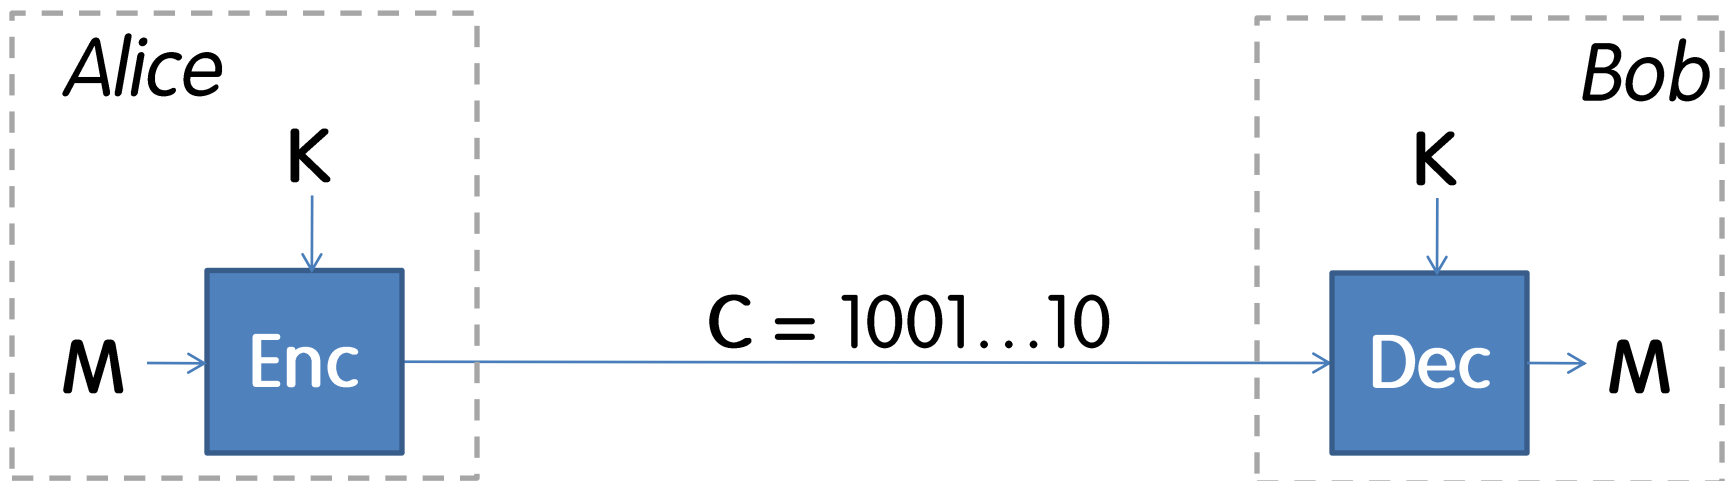 Alice
Bob
K
K
C = 1001...10
M
Enc
Dec
M